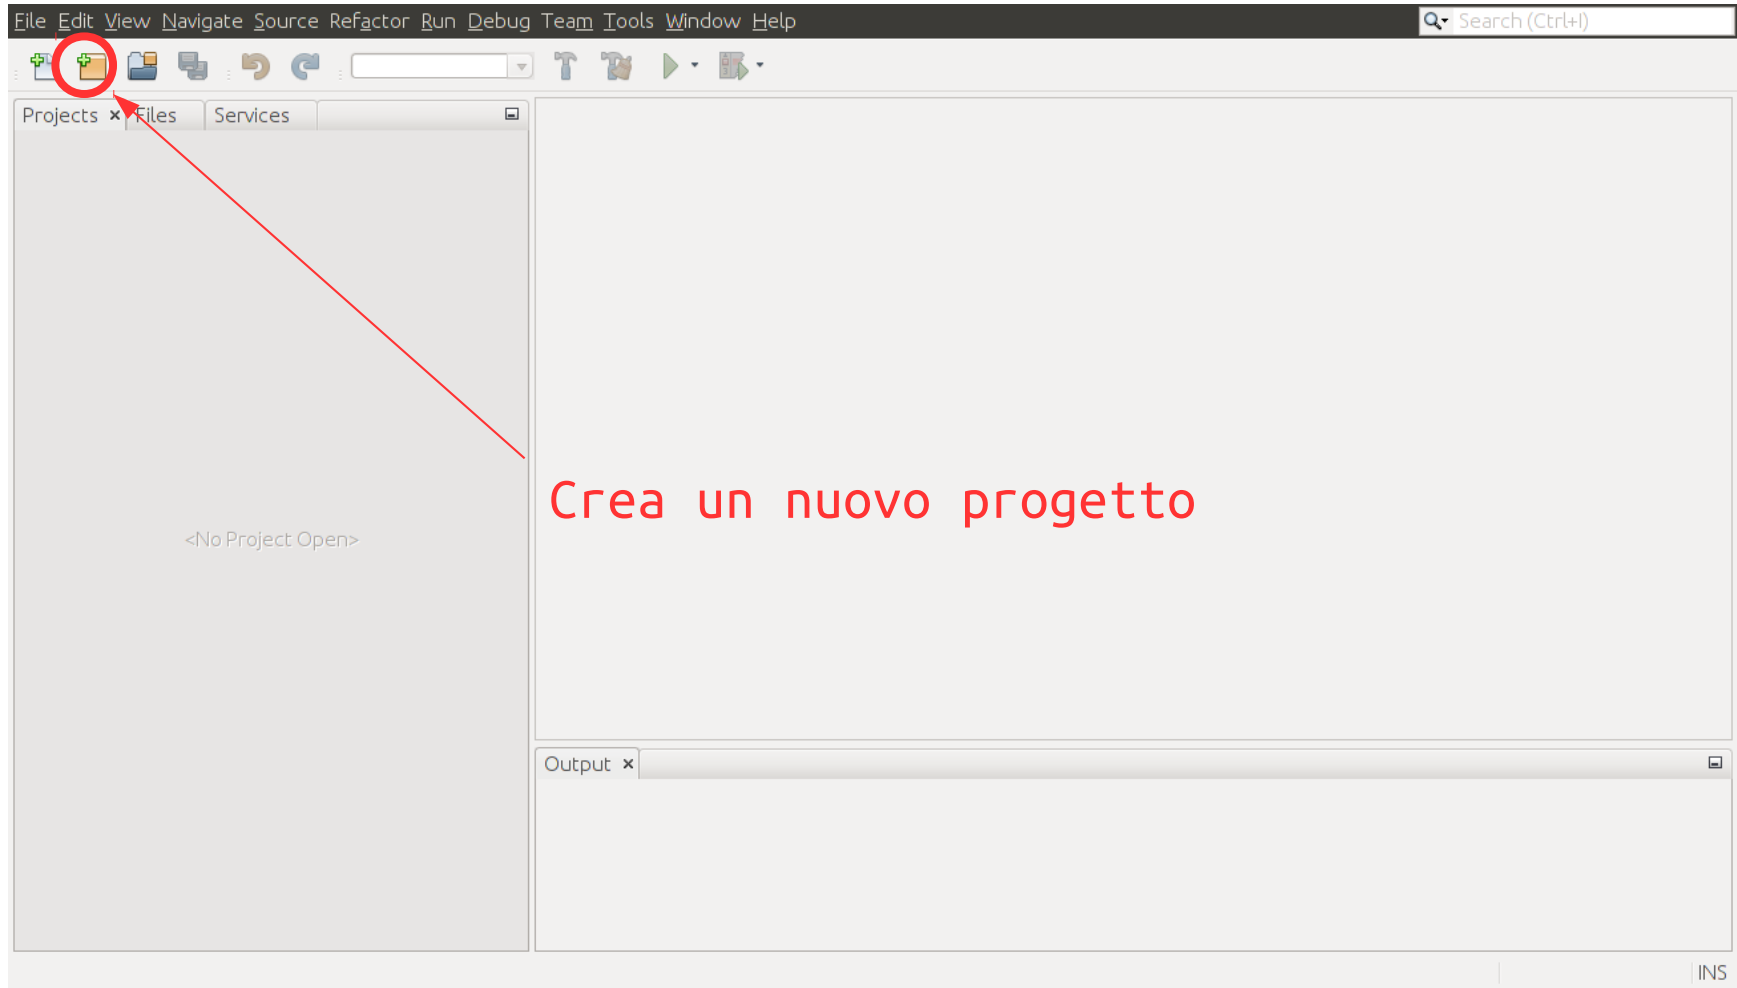 File Edit View Navigate Source Refactor Run Debug Team Tools Window Help
Search (Ctrl+I)
Projects Files Services
Crea un nuovo progetto
<No Project Open>
Output
INS